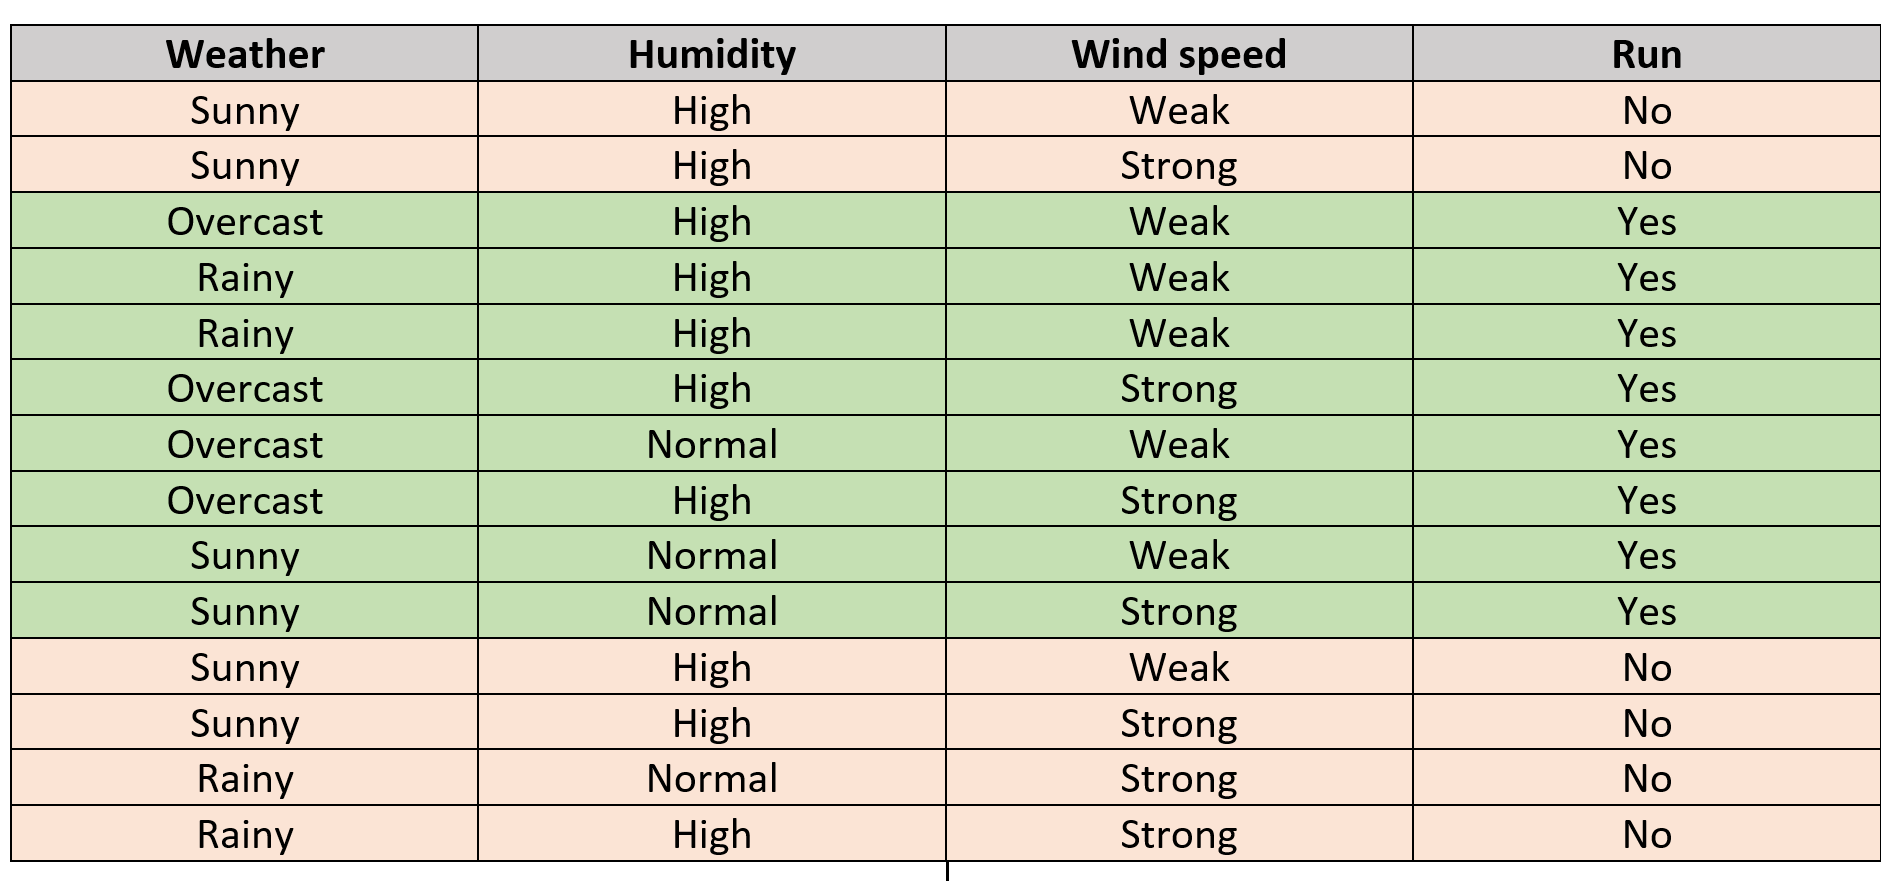 Weather Humidity Wind speed Run
Sunny High Weak No
Sunny High Strong No
Overcast High Weak Yes
Rainy High Weak Yes
Rainy High Weak Yes
Overcast High Strong Yes
Overcast Normal Weak Yes
Overcast High Strong Yes
Sunny Normal Weak Yes
Sunny Normal Strong Yes
Sunny High Weak No
Sunny High Strong No
Rainy Normal Strong No
Rainy High Strong No